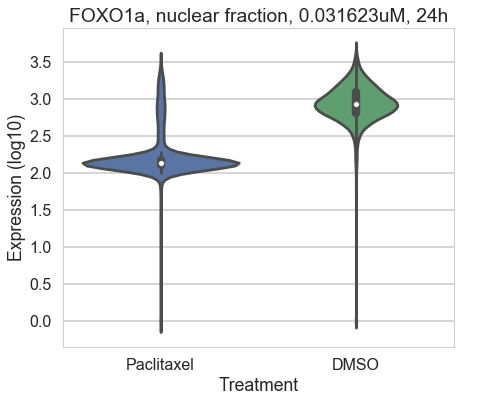 FOXO1a, nuclear fraction, 0.031623uM, 24h
3.5
3.0
2.5
2.0
1.5
1.0
0.5
0.0
Expression (log10)
Paclitaxel DMSO
Treatment